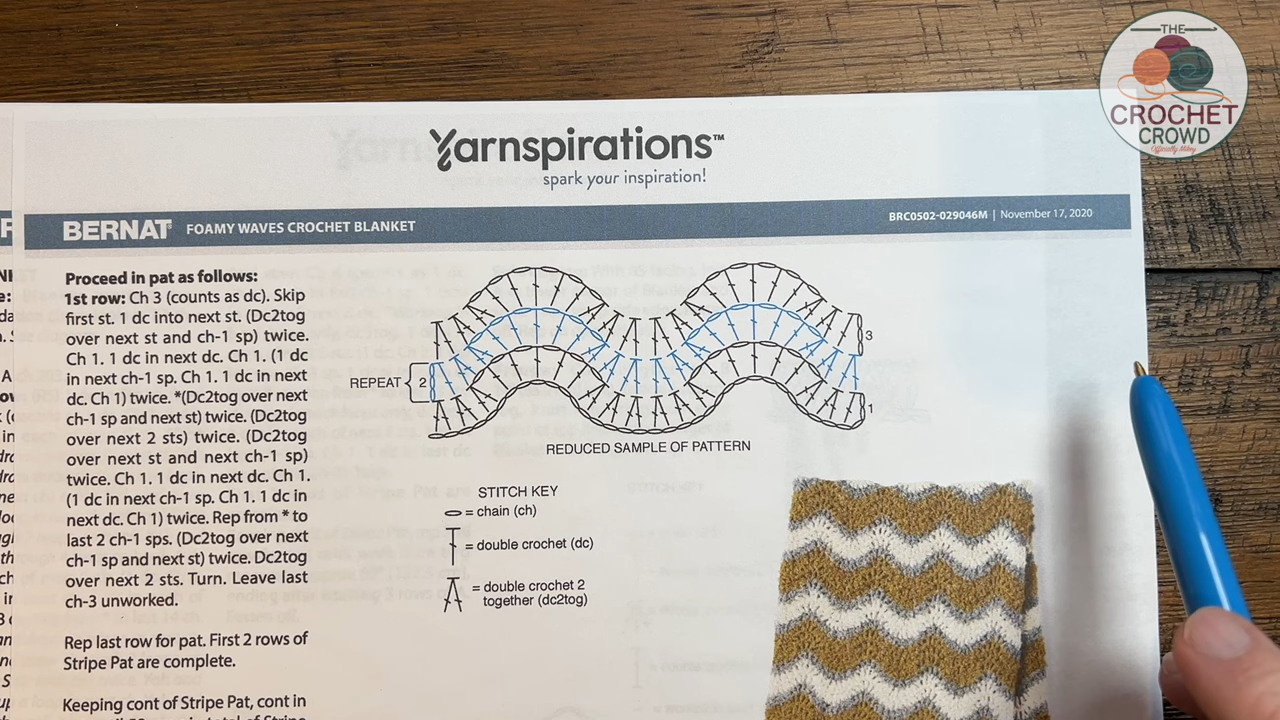 THE
CROCHET
CROWD
Officially Mikey
Yarnspirations™
spark your inspiration!
BERNAT FOAMY WAVES CROCHET BLANKET
BRC0502-029046M | November 17, 2020
Proceed in pat as follows:
1st row: Ch 3 (counts as dc). Skip
first st. 1 dc into next st. (Dc2tog
over next st and ch-1 sp) twice.
Ch 1. 1 dc in next dc. Ch 1. (1 dc
in next ch-1 sp. Ch 1. 1 dc in next
dc. Ch 1) twice. *(Dc2tog over next
ch-1 sp and next st) twice. (Dc2tog
over next 2 sts) twice. (Dc2tog
over next st and next ch-1 sp)
twice. Ch 1. 1 dc in next dc. Ch 1.
(1 dc in next ch-1 sp. Ch 1. 1 dc in
next dc. Ch 1) twice. Rep from * to
last 2 ch-1 sps. (Dc2tog over next
ch-1 sp and next st) twice. Dc2tog
over next 2 sts. Turn. Leave last
ch-3 unworked.
Rep last row for pat. First 2 rows of
Stripe Pat are complete.
Keeping cont of Stripe Pat, cont in
3
REPEAT 2
1
REDUCED SAMPLE OF PATTERN
STITCH KEY
= chain (ch)
= double crochet (dc)
= double crochet 2
together (dc2tog)